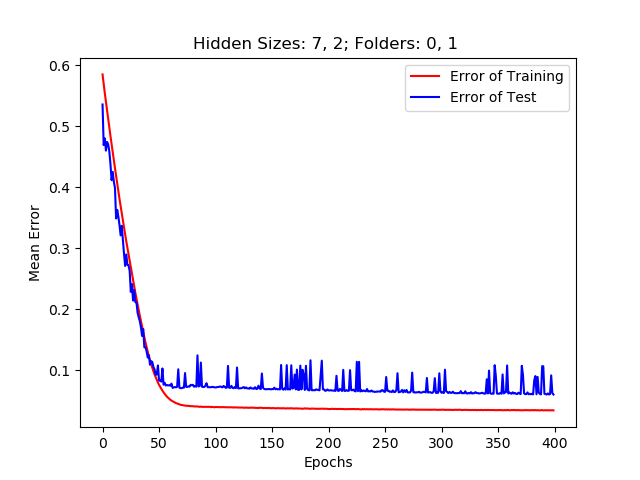 Hidden Sizes: 7, 2; Folders: 0, 1
0.6
0.5
0.4
0.3
0.2
0.1
Mean Error
Error of Training
Error of Test
0 50 100 150 200 250 300 350 400
Epochs